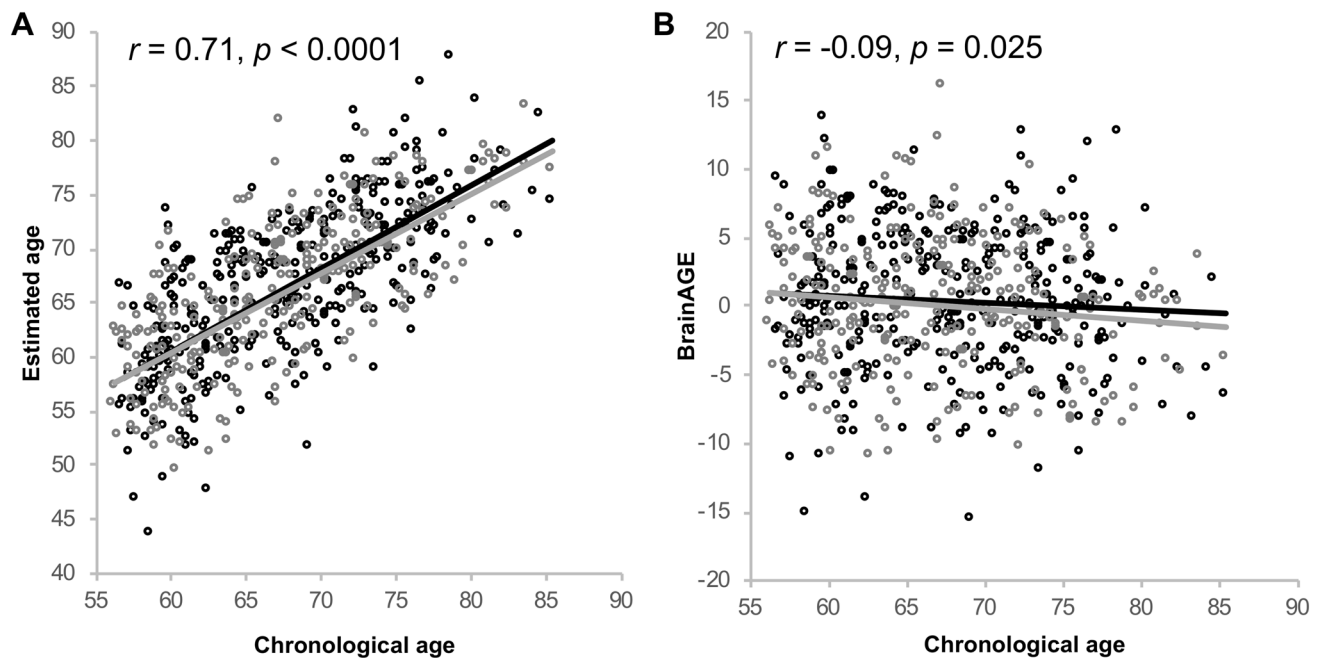 A
r = 0.71, p < 0.0001
Estimated age
90
85
80
75
70
65
60
55
50
45
40
55 60 65 70 75 80 85 90
Chronological age
B
r = -0.09, p = 0.025
BrainAGE
20
15
10
5
0
-5
-10
-15
-20
55 60 65 70 75 80 85 90
Chronological age